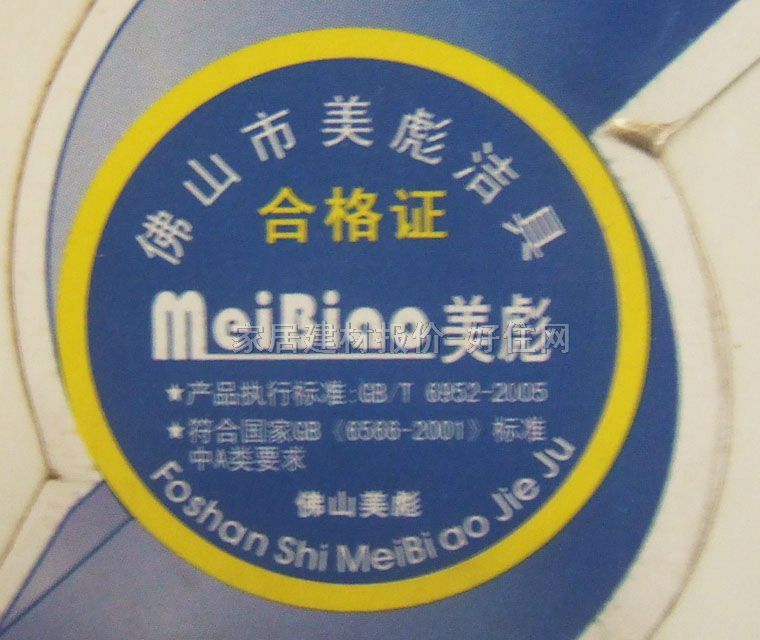 佛山市美彪洁具
合格证
MeiBiao美彪
家居建材报价 好住网
★产品执行标准:GB/T 6952-2005
★符合国家GB《6566-2001》标准
中A类要求
佛山美彪
Foshan Shi MeiBiao Jie Ju